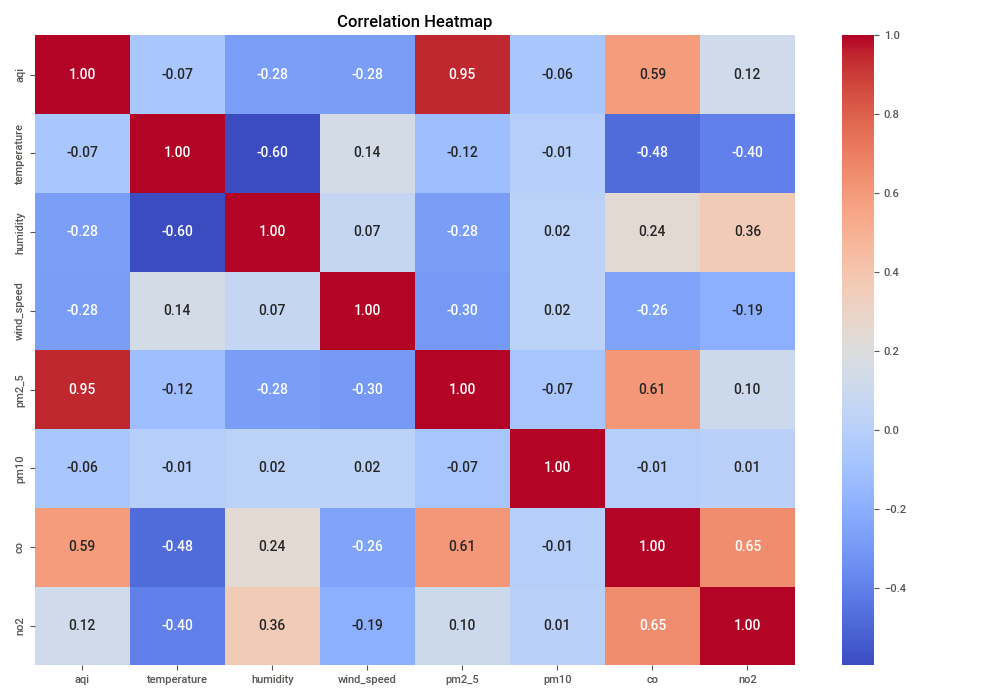 Correlation Heatmap
aqi 1.00 -0.07 -0.28 -0.28 0.95 -0.06 0.59 0.12
temperature -0.07 1.00 -0.60 0.14 -0.12 -0.01 -0.48 -0.40
humidity -0.28 -0.60 1.00 0.07 -0.28 0.02 0.24 0.36
wind_speed -0.28 0.14 0.07 1.00 -0.30 0.02 -0.26 -0.19
pm2_5 0.95 -0.12 -0.28 -0.30 1.00 -0.07 0.61 0.10
pm10 -0.06 -0.01 0.02 0.02 -0.07 1.00 -0.01 0.01
co 0.59 -0.48 0.24 -0.26 0.61 -0.01 1.00 0.65
no2 0.12 -0.40 0.36 -0.19 0.10 0.01 0.65 1.00
aqi temperature humidity wind_speed pm2_5 pm10 co no2
1.0
0.8
0.6
0.4
0.2
0.0
−0.2
−0.4